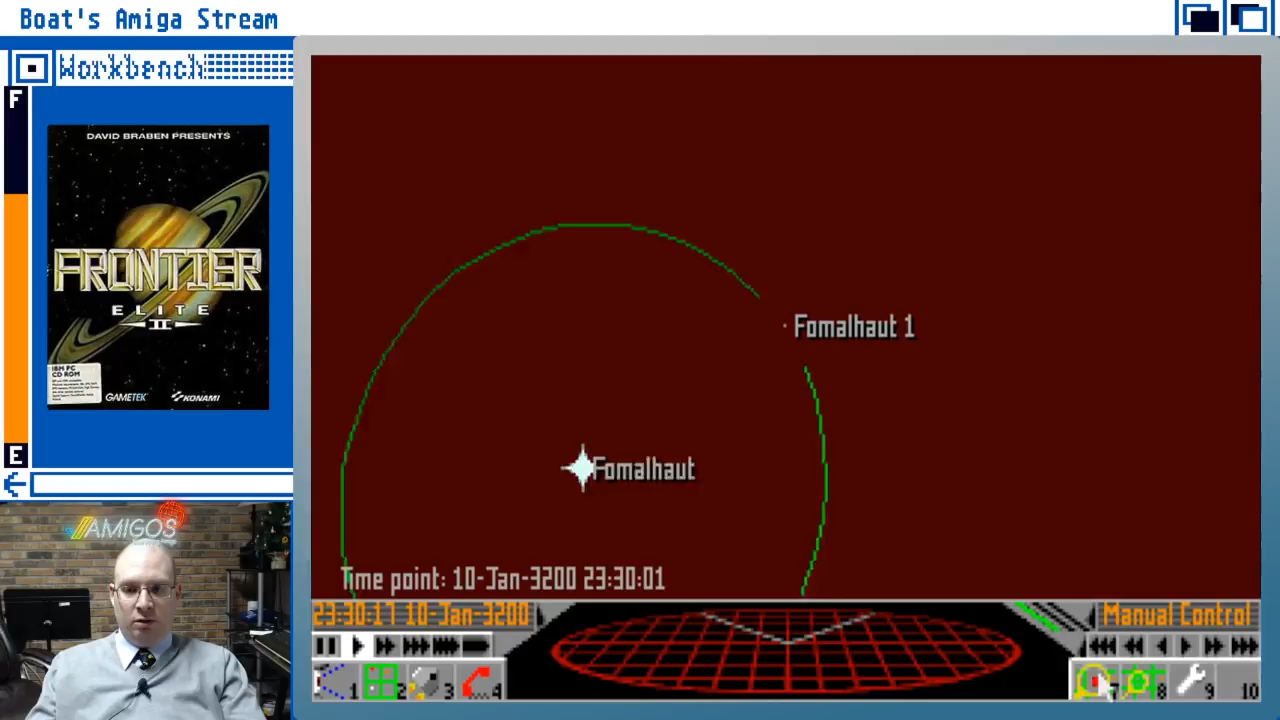 Boat's Amiga Stream
Workbench
F
DAVID BRABEN PRESENTS
FRONTIER
ELITE
II
IBM PC
CD ROM
GAMETEK
KONAMI
E
AMIGOS
Fomalhaut 1
Fomalhaut
Time point: 10-Jan-3200 23:30:01
23:30:17 10-Jan-3200
Manual Control
1 2 3 4 7 8 9 10